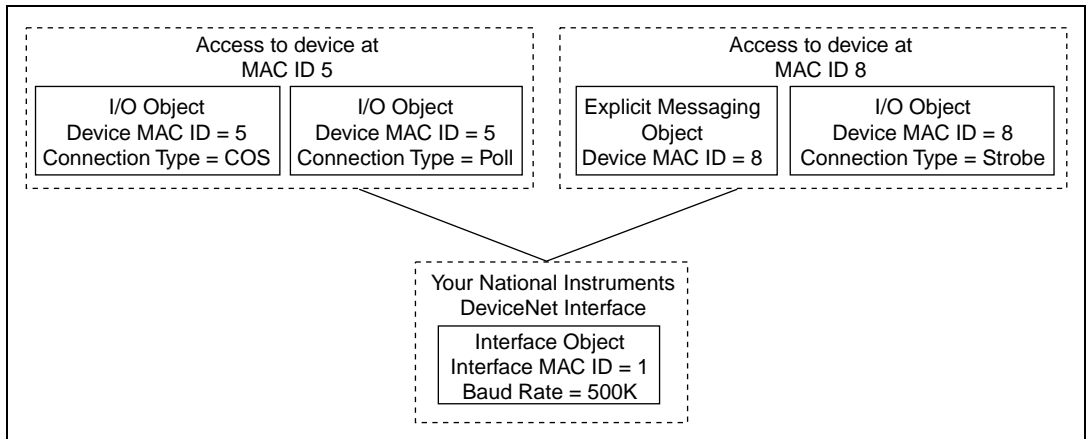 Access to device at
MAC ID 5
I/O Object
Device MAC ID = 5
Connection Type = COS
I/O Object
Device MAC ID = 5
Connection Type = Poll
Access to device at
MAC ID 8
Explicit Messaging
Object
Device MAC ID = 8
I/O Object
Device MAC ID = 8
Connection Type = Strobe
Your National Instruments
DeviceNet Interface
Interface Object
Interface MAC ID = 1
Baud Rate = 500K